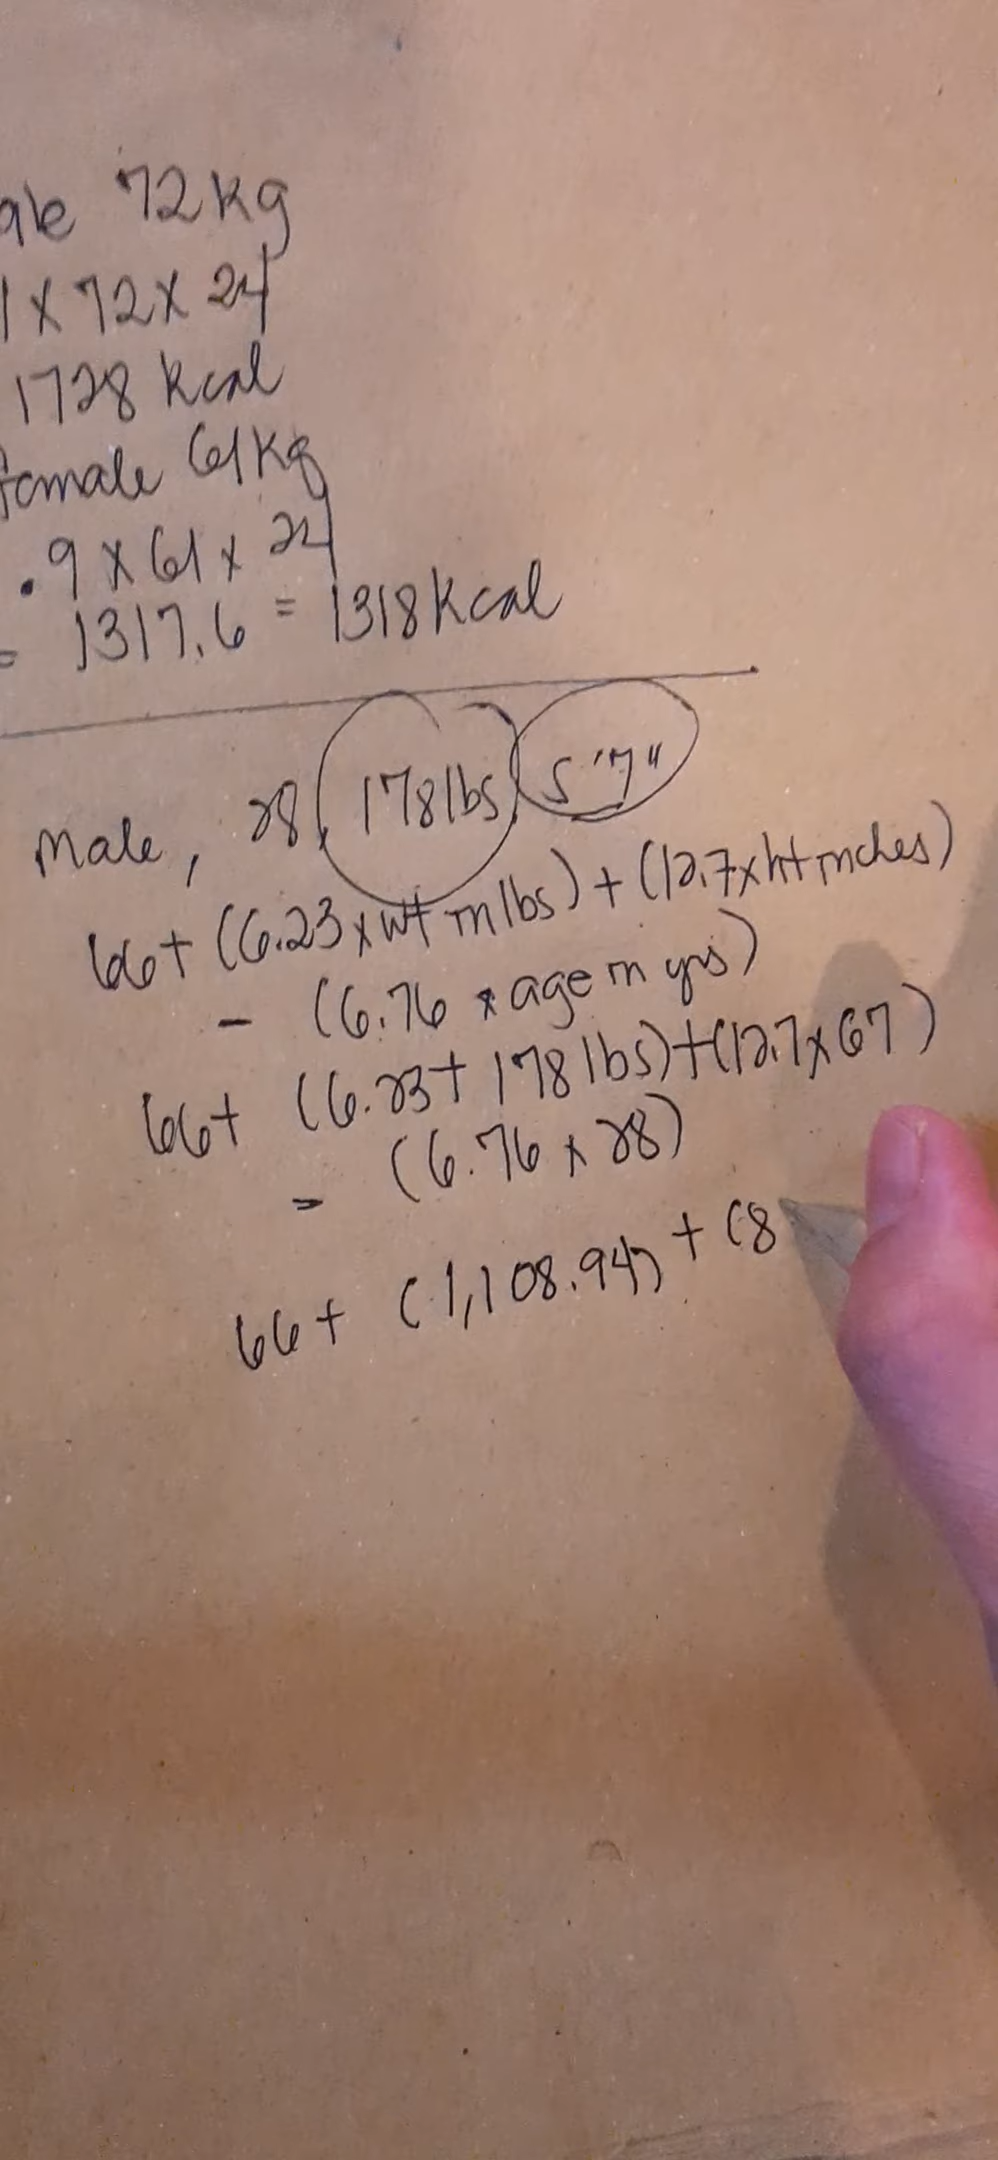 ale 72kg
1 x 72 x 24
1728 Kcal
female 61kg
.9 x 61 x 24
= 1317.6 = 1318 Kcal
Male, 28, 178 lbs, 5'7"
66 + (6.23 x wt in lbs) + (12.7 x ht inches)
- (6.76 x age in yrs)
66 + (6.23 + 178 lbs) + (12.7 x 67)
- (6.76 x 28)
66 + (1,108.94) + (8